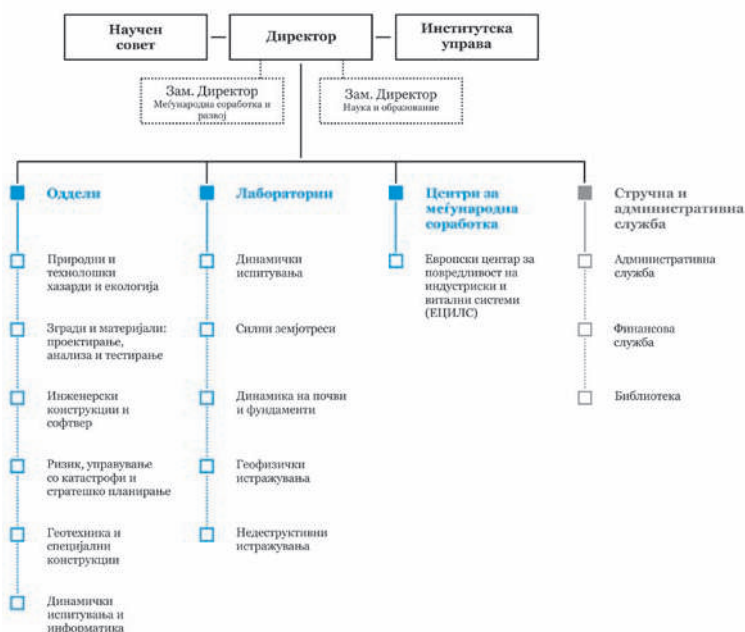 Научен
совет
Директор
Институтска
управа
Зам. Директор
Меѓународна соработка и
развој
Зам. Директор
Наука и образование
Оддели
Природни и
технолошки
хазарди и екологија
Згради и материјали:
проектирање,
анализа и тестирање
Инженерски
конструкции и
софтвер
Ризик, управување
со катастрофи и
стратешко планирање
Геотехника и
специјални
конструкции
Динамички
испитувања и
информатика
Лаборатории
Динамички
испитувања
Силни земјотреси
Динамика на почви
и фундаменти
Геофизички
истражувања
Недеструктивни
истражувања
Центри за
меѓународна
соработка
Европски центар за
повредливост на
индустриски и
витални системи
(ЕЦИЛС)
Стручна и
административна
служба
Административна
служба
Финансова
служба
Библиотека